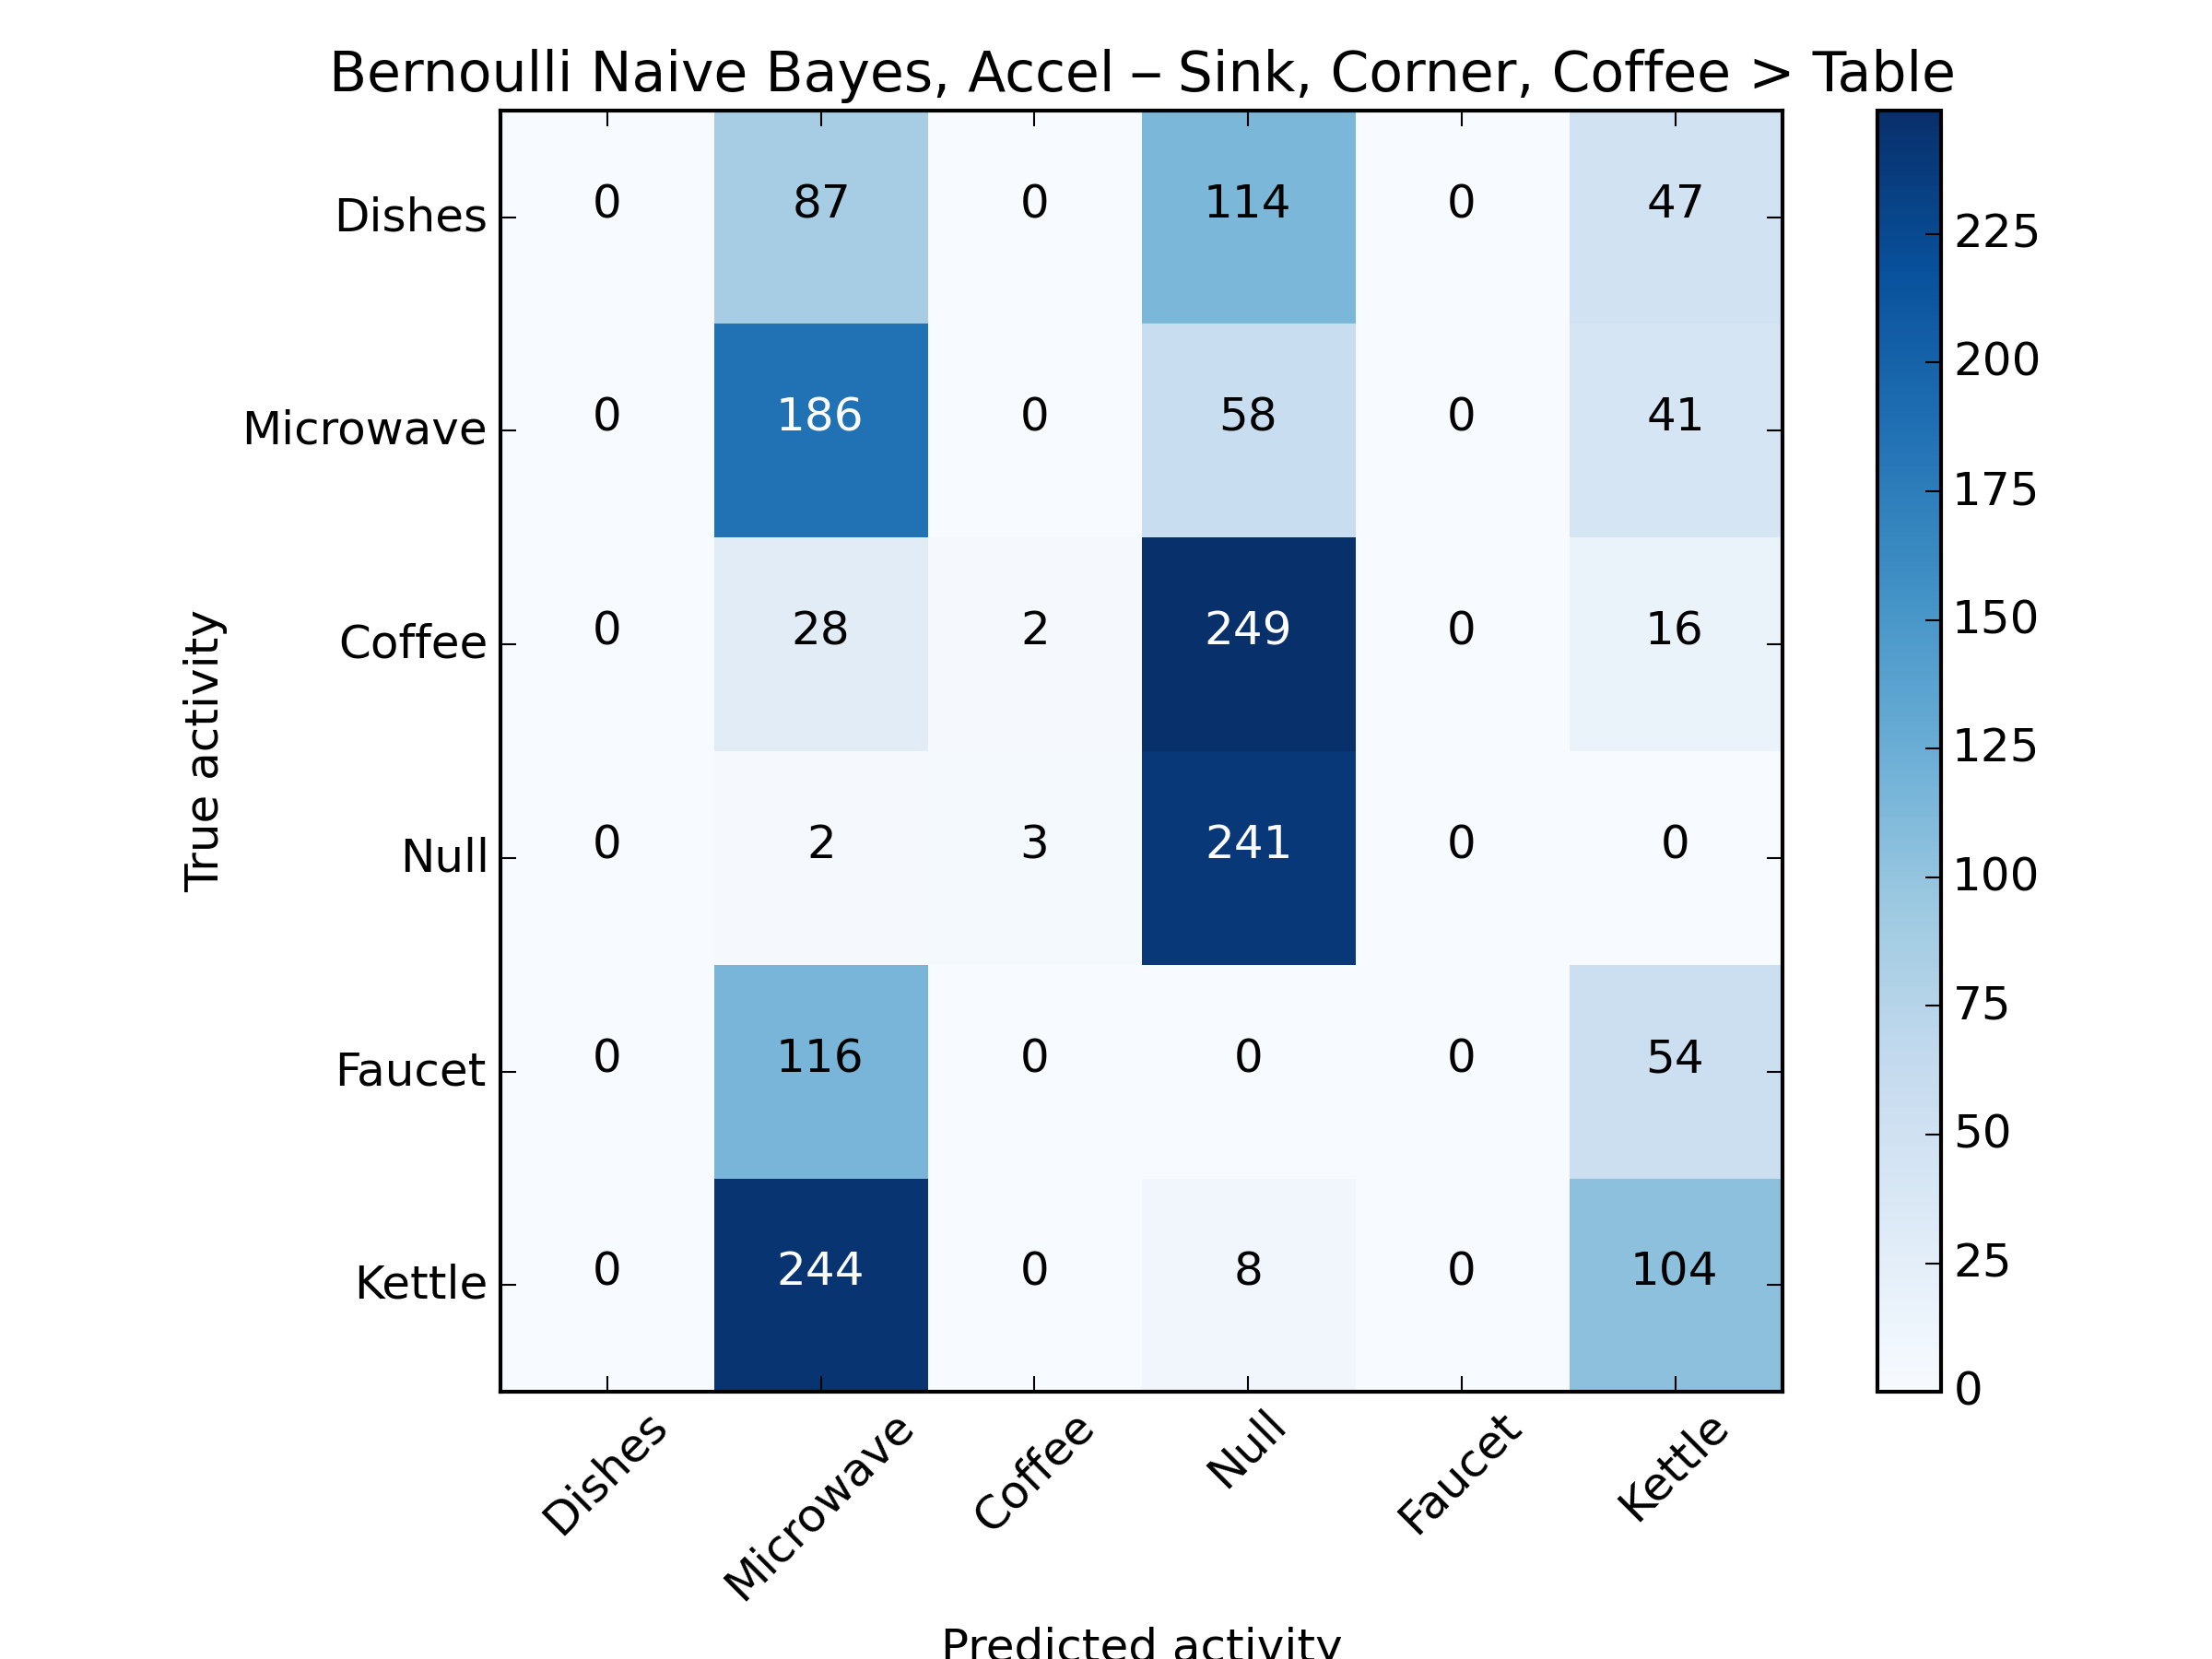 Bernoulli Naive Bayes, Accel – Sink, Corner, Coffee > Table
Dishes 0 87 0 114 0 47
Microwave 0 186 0 58 0 41
Coffee 0 28 2 249 0 16
Null 0 2 3 241 0 0
Faucet 0 116 0 0 0 54
Kettle 0 244 0 8 0 104
True activity
Dishes Microwave Coffee Null Faucet Kettle
Predicted activity
225
200
175
150
125
100
75
50
25
0